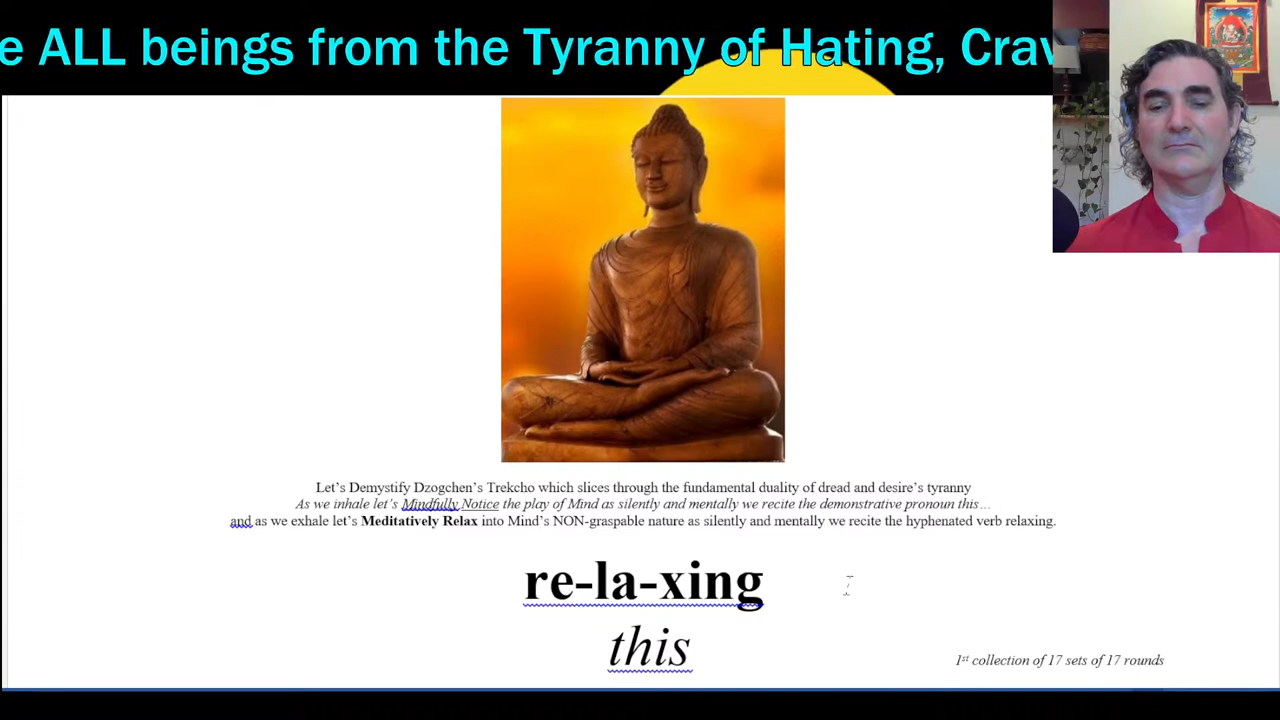 e ALL beings from the Tyranny of Hating, Crav
Let's Demystify Dzogchen's Trekcho which slices through the fundamental duality of dread and desire's tyranny
As we inhale let's Mindfully Notice the play of Mind as silently and mentally we recite the demonstrative pronoun this…
and as we exhale let's Meditatively Relax into Mind's NON-graspable nature as silently and mentally we recite the hyphenated verb relaxing.
re-la-xing
this
1st collection of 17 sets of 17 rounds